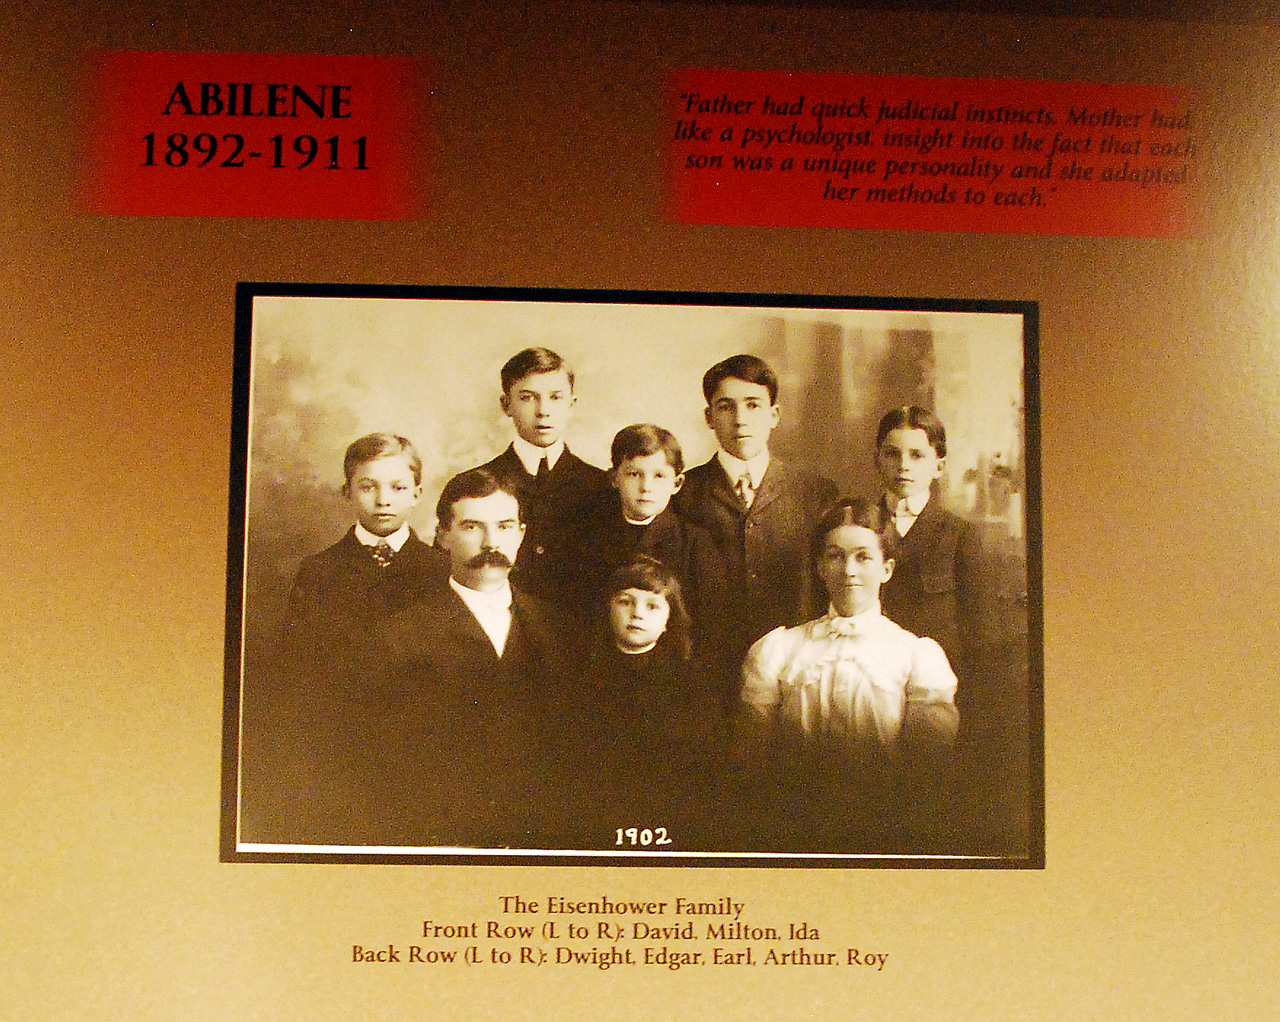 ABILENE
1892-1911
"Father had quick judicial instincts. Mother had,
like a psychologist, insight into the fact that each
son was a unique personality and she adapted
her methods to each."
1902
The Eisenhower Family
Front Row (L to R): David, Milton, Ida
Back Row (L to R): Dwight, Edgar, Earl, Arthur, Roy